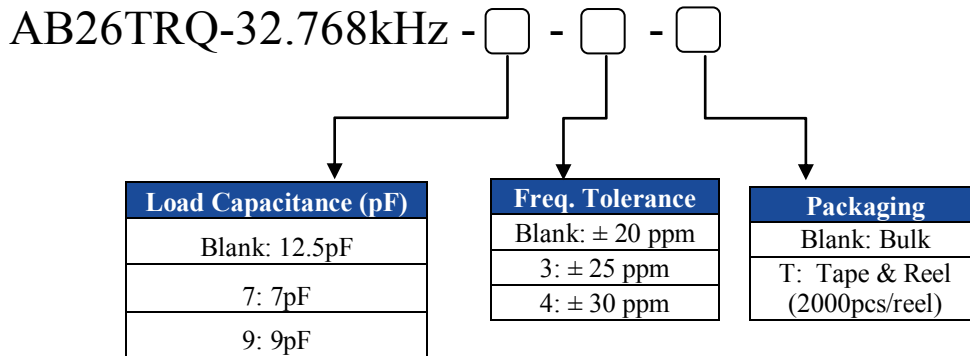 AB26TRQ-32.768kHz - - -
Load Capacitance (pF)
Blank: 12.5pF
7: 7pF
9: 9pF
Freq. Tolerance
Blank: ± 20 ppm
3: ± 25 ppm
4: ± 30 ppm
Packaging
Blank: Bulk
T: Tape & Reel
(2000pcs/reel)